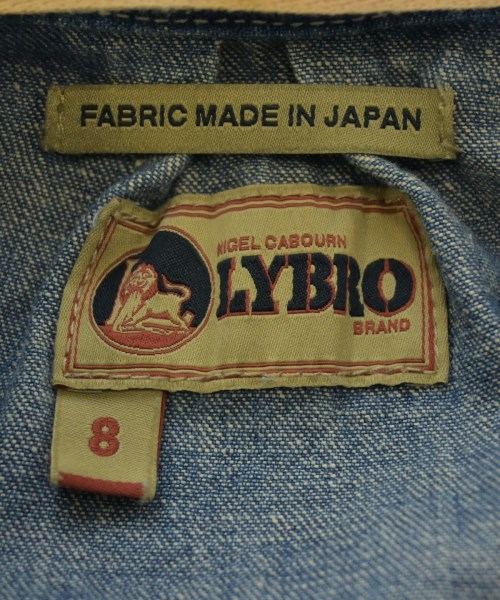 FABRIC MADE IN JAPAN
NIGEL CABOURN
LYBRO
BRAND
8